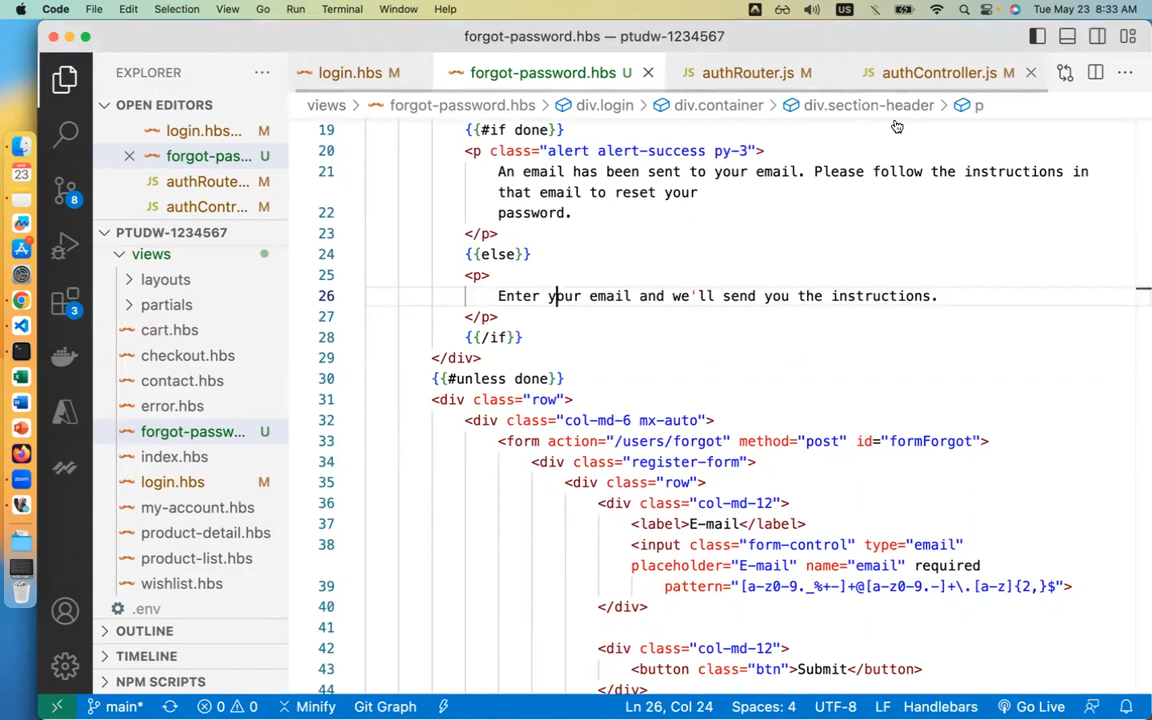 Code File Edit Selection View Go Run Terminal Window Help US Tue May 23 8:33 AM
forgot-password.hbs — ptudw-1234567
EXPLORER ...
login.hbs M forgot-password.hbs U authRouter.js M authController.js M
OPEN EDITORS
views > forgot-password.hbs > div.login > div.container > div.section-header > p
login.hbs... M
forgot-pas... U
JS authRoute... M
JS authContr... M
PTUDW-1234567
views
layouts
partials
cart.hbs
checkout.hbs
contact.hbs
error.hbs
forgot-passw... U
index.hbs
login.hbs M
my-account.hbs
product-detail.hbs
product-list.hbs
wishlist.hbs
.env
OUTLINE
TIMELINE
NPM SCRIPTS
23
8
3
zoom
19 {{#if done}}
20 <p class="alert alert-success py-3">
21 An email has been sent to your email. Please follow the instructions in
that email to reset your
22 password.
23 </p>
24 {{else}}
25 <p>
26 Enter your email and we'll send you the instructions.
27 </p>
28 {{/if}}
29 </div>
30 {{#unless done}}
31 <div class="row">
32 <div class="col-md-6 mx-auto">
33 <form action="/users/forgot" method="post" id="formForgot">
34 <div class="register-form">
35 <div class="row">
36 <div class="col-md-12">
37 <label>E-mail</label>
38 <input class="form-control" type="email"
placeholder="E-mail" name="email" required
39 pattern="[a-z0-9._%+-]+@[a-z0-9.-]+\.[a-z]{2,}$">
40 </div>
41
42 <div class="col-md-12">
43 <button class="btn">Submit</button>
44 </div>
main* 0 0 Minify Git Graph Ln 26, Col 24 Spaces: 4 UTF-8 LF Handlebars Go Live